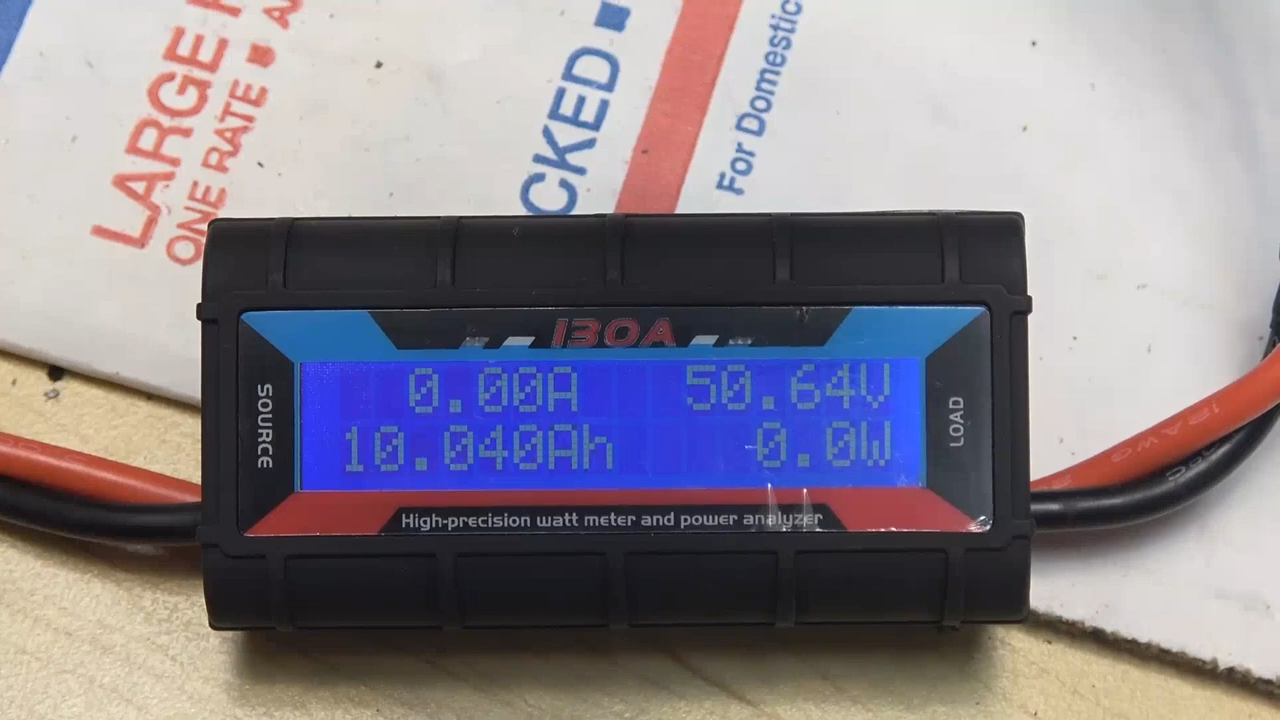 LARGE
ONE RATE ■
CKED ■
For Domestic
130A
SOURCE
0.00A 50.64V
10.040Ah 0.0W
LOAD
High-precision watt meter and power analyzer
12AWG